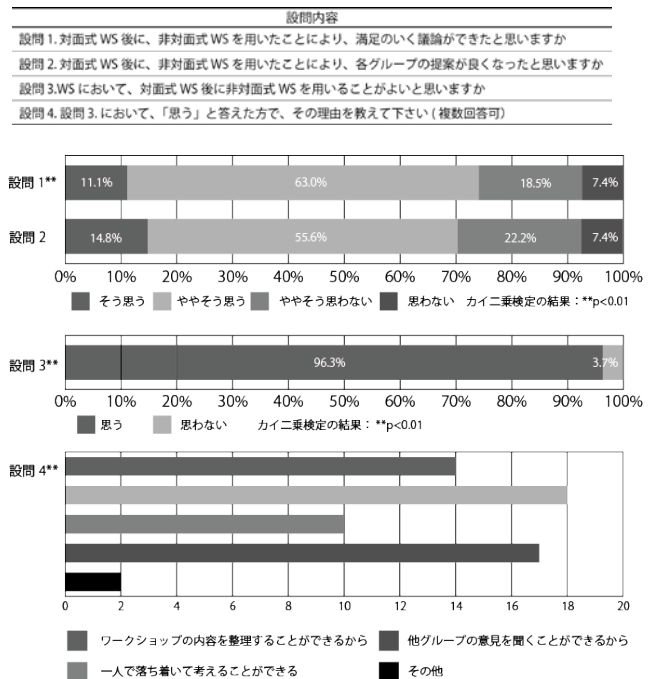 設問内容
設問 1. 対面式 WS 後に、非対面式 WS を用いたことにより、満足のいく議論ができたと思いますか
設問 2. 対面式 WS 後に、非対面式 WS を用いたことにより、各グループの提案が良くなったと思いますか
設問 3.WS において、対面式 WS 後に非対面式 WS を用いることがよいと思いますか
設問 4. 設問 3. において、「思う」と答えた方で、その理由を教えて下さい ( 複数回答可）
設問 1** 11.1% 63.0% 18.5% 7.4%
設問 2 14.8% 55.6% 22.2% 7.4%
0% 10% 20% 30% 40% 50% 60% 70% 80% 90% 100%
そう思う ややそう思う ややそう思わない 思わない カイ二乗検定の結果：**p<0.01
設問 3** 96.3% 3.7%
0% 10% 20% 30% 40% 50% 60% 70% 80% 90% 100%
思う 思わない カイ二乗検定の結果： **p<0.01
設問 4**
0 2 4 6 8 10 12 14 16 18 20
ワークショップの内容を整理することができるから 他グループの意見を聞くことができるから
一人で落ち着いて考えることができる その他